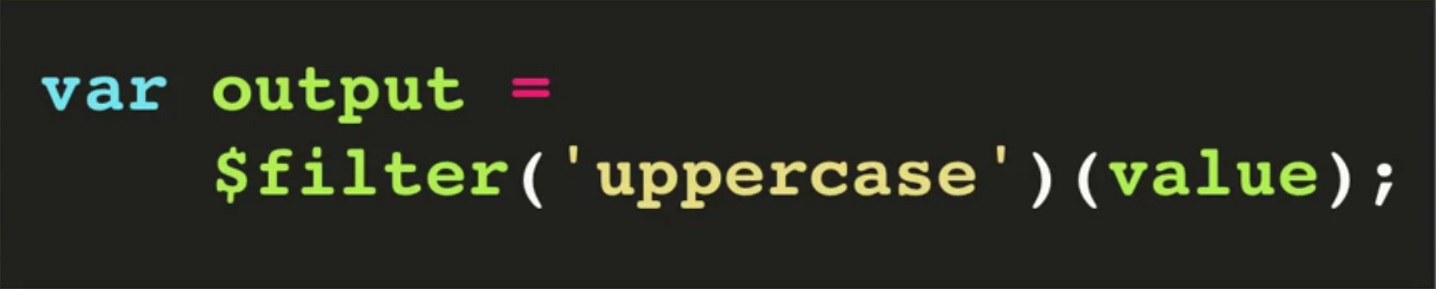 var output =
$filter('uppercase')(value);